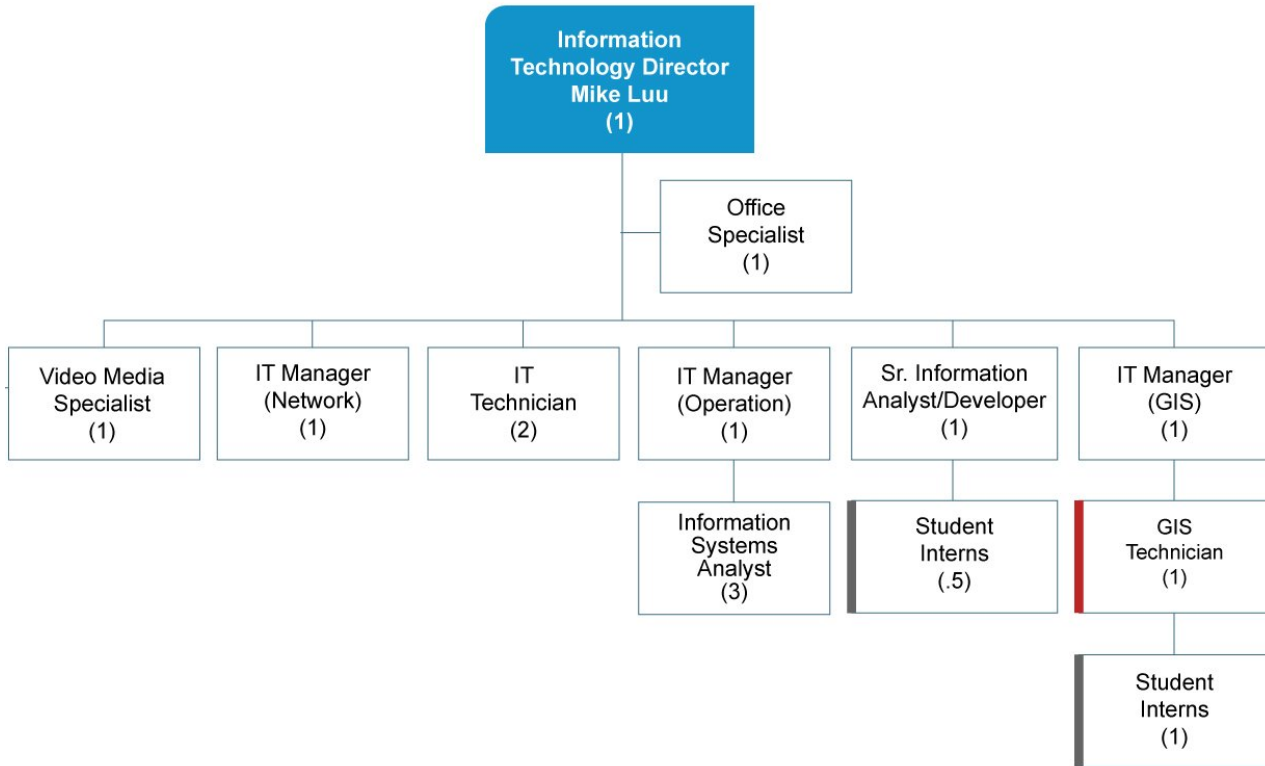 Information
Technology Director
Mike Luu
(1)
Office
Specialist
(1)
Video Media
Specialist
(1)
IT Manager
(Network)
(1)
IT
Technician
(2)
IT Manager
(Operation)
(1)
Sr. Information
Analyst/Developer
(1)
IT Manager
(GIS)
(1)
Information
Systems
Analyst
(3)
Student
Interns
(.5)
GIS
Technician
(1)
Student
Interns
(1)